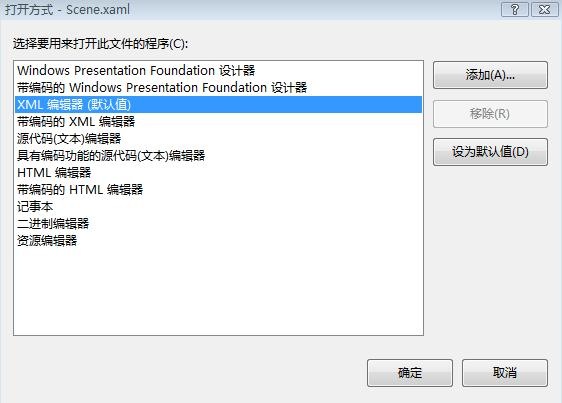 打开方式 - Scene.xaml
选择要用来打开此文件的程序(C):
Windows Presentation Foundation 设计器
带编码的 Windows Presentation Foundation 设计器
XML 编辑器 (默认值)
带编码的 XML 编辑器
源代码(文本)编辑器
具有编码功能的源代码(文本)编辑器
HTML 编辑器
带编码的 HTML 编辑器
记事本
二进制编辑器
资源编辑器
添加(A)...
移除(R)
设为默认值(D)
确定
取消